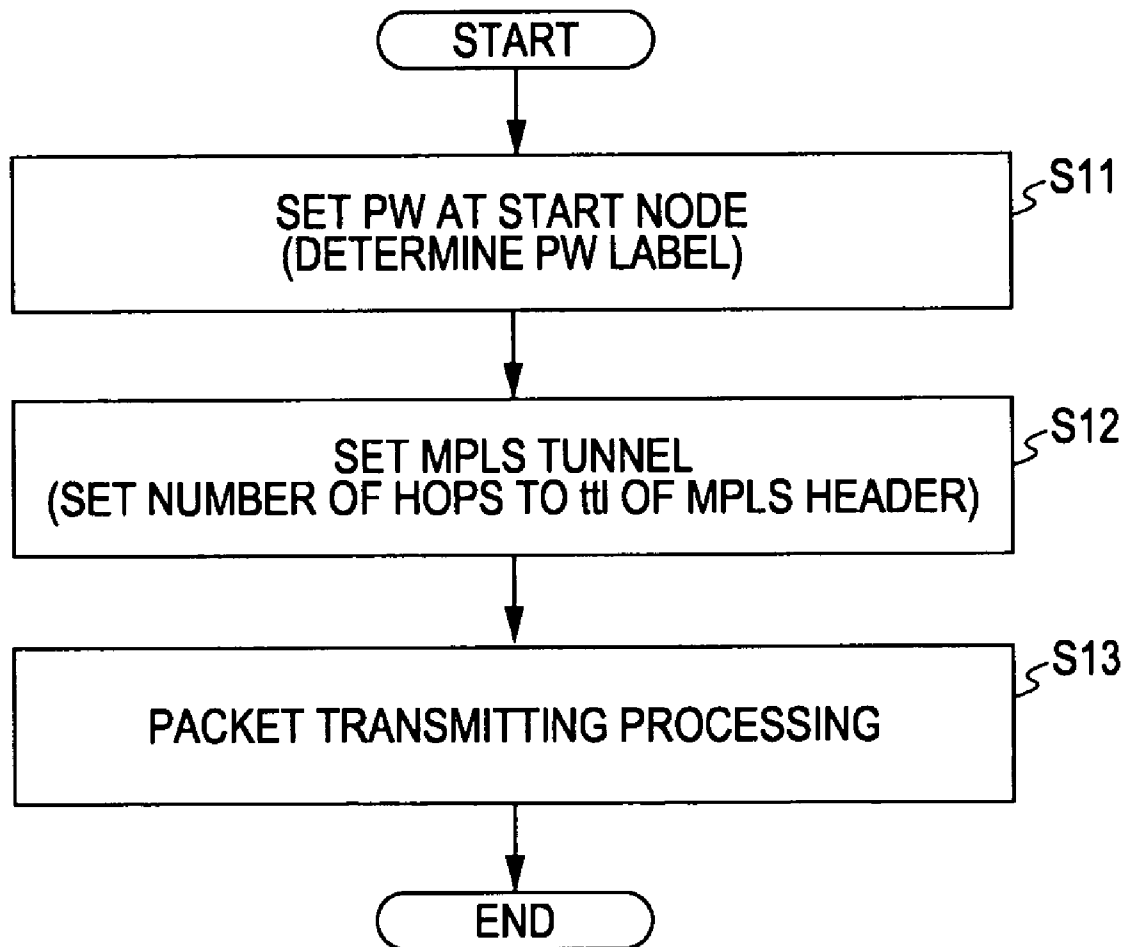 START
SET PW AT START NODE
(DETERMINE PW LABEL)
S11
SET MPLS TUNNEL
(SET NUMBER OF HOPS TO ttl OF MPLS HEADER)
S12
PACKET TRANSMITTING PROCESSING
S13
END